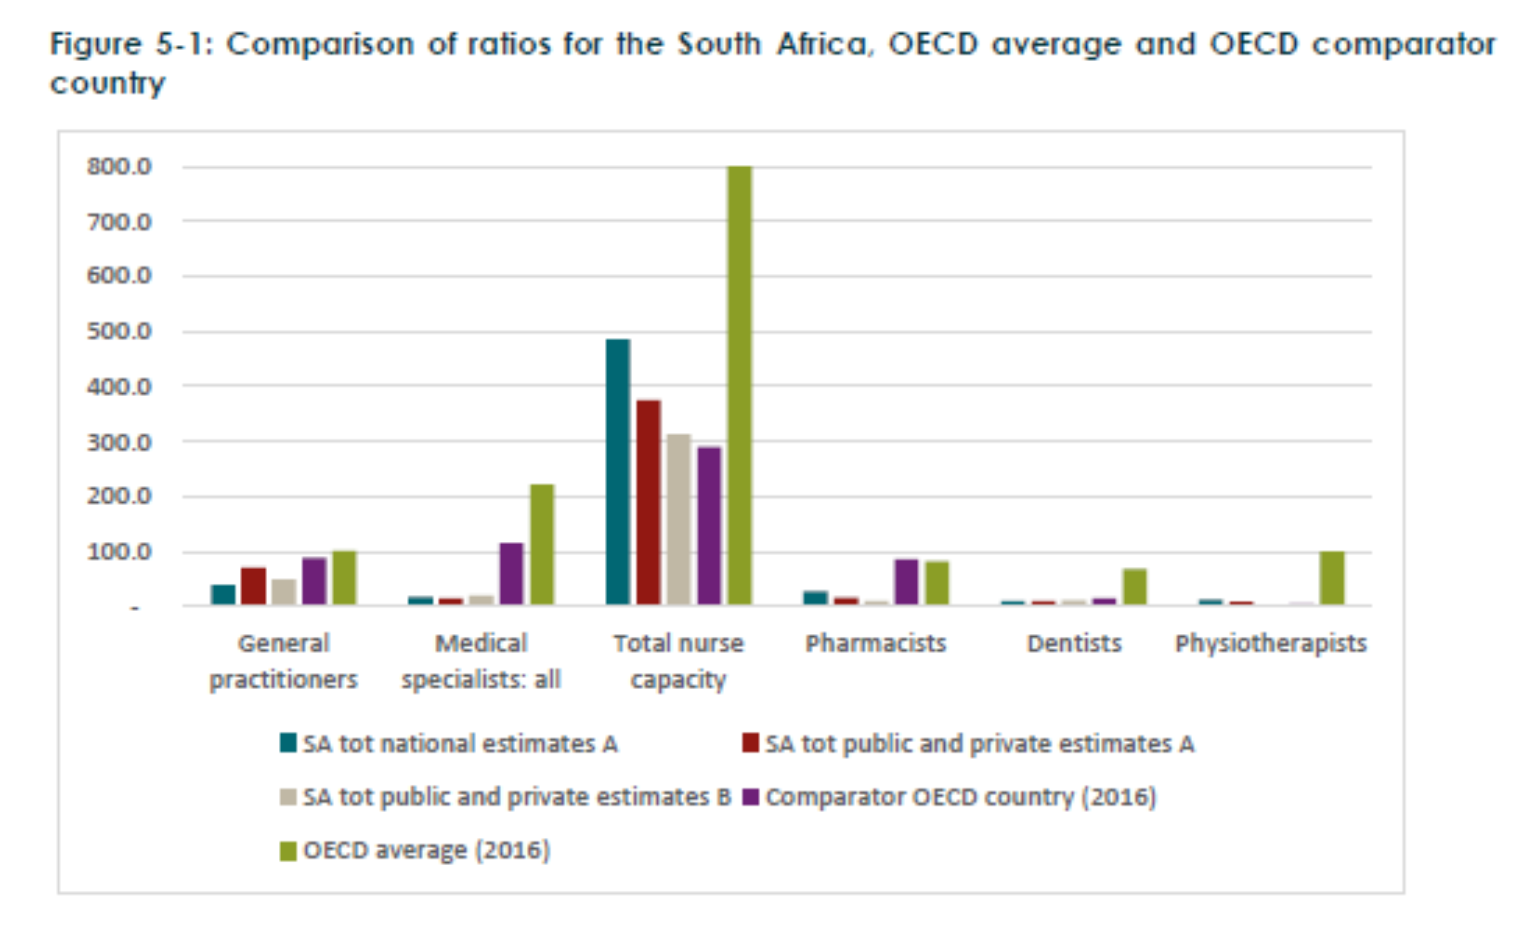 Figure 5-1: Comparison of ratios for the South Africa, OECD average and OECD comparator
country
800.0
700.0
600.0
500.0
400.0
300.0
200.0
100.0
-
General practitioners
Medical specialists: all
Total nurse capacity
Pharmacists
Dentists
Physiotherapists
SA tot national estimates A
SA tot public and private estimates A
SA tot public and private estimates B
Comparator OECD country (2016)
OECD average (2016)